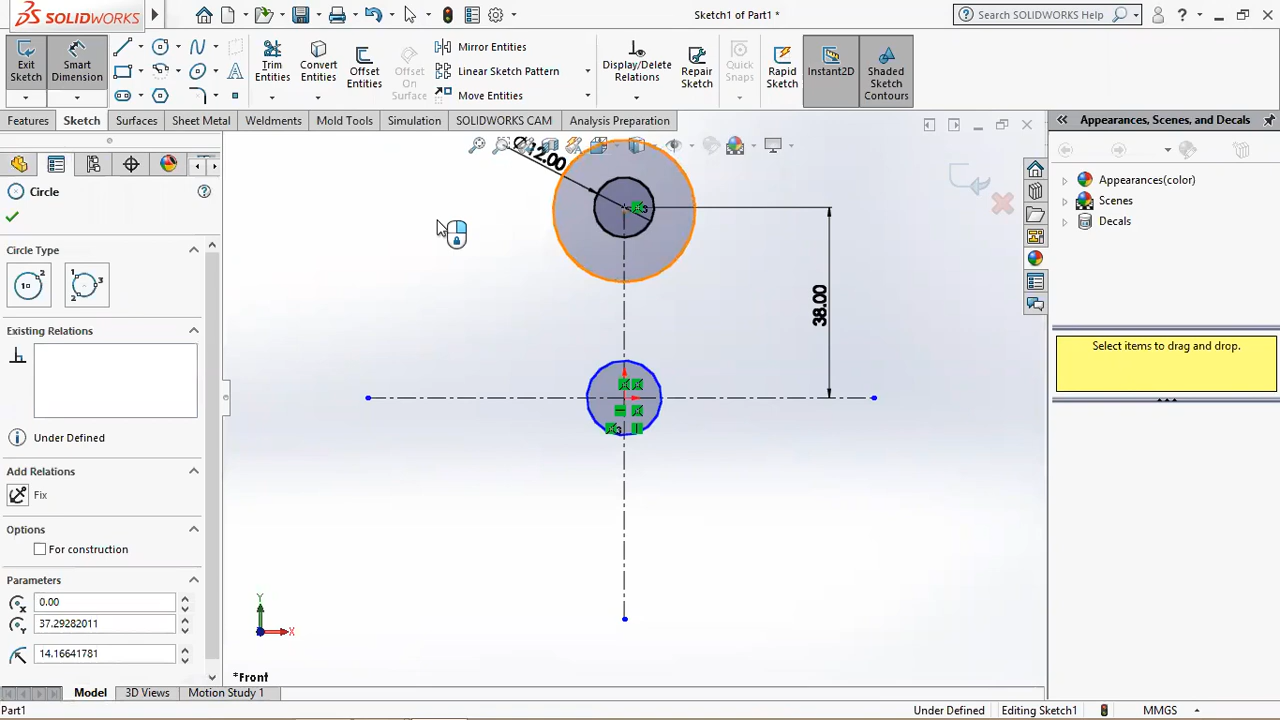 SOLIDWORKS
Sketch1 of Part1 *
Search SOLIDWORKS Help
Exit Sketch
Smart Dimension
Trim Entities
Convert Entities
Offset Entities
Offset On Surface
Mirror Entities
Linear Sketch Pattern
Move Entities
Display/Delete Relations
Repair Sketch
Quick Snaps
Rapid Sketch
Instant2D
Shaded Sketch Contours
Features
Sketch
Surfaces
Sheet Metal
Weldments
Mold Tools
Simulation
SOLIDWORKS CAM
Analysis Preparation
Appearances, Scenes, and Decals
Circle
Circle Type
Existing Relations
Under Defined
Add Relations
Fix
Options
For construction
Parameters
0.00
37.29282011
14.16641781
Ø12.00
38.00
Y
X
*Front
Appearances(color)
Scenes
Decals
Select items to drag and drop.
Model
3D Views
Motion Study 1
Part1
Under Defined
Editing Sketch1
MMGS